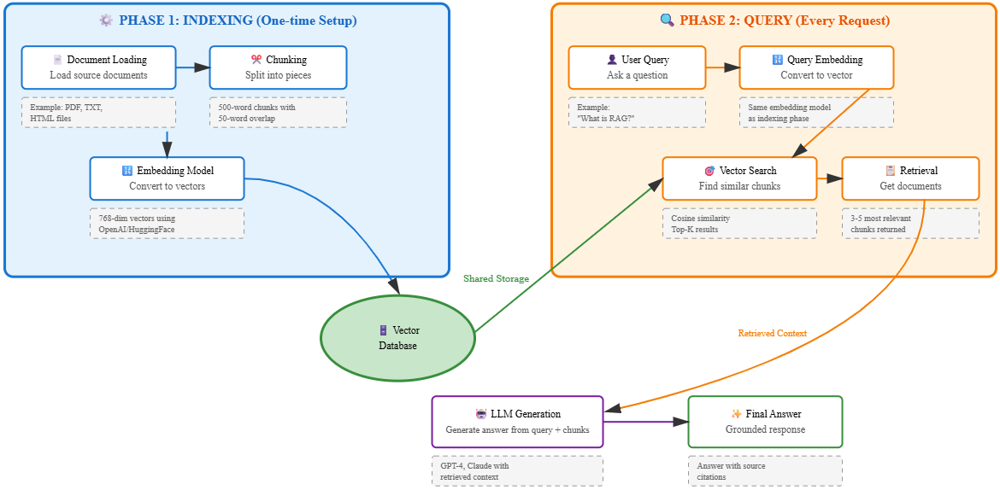 PHASE 1: INDEXING (One-time Setup)
Document Loading
Load source documents
Example: PDF, TXT,
HTML files
Chunking
Split into pieces
500-word chunks with
50-word overlap
Embedding Model
Convert to vectors
768-dim vectors using
OpenAI/HuggingFace
PHASE 2: QUERY (Every Request)
User Query
Ask a question
Example:
"What is RAG?"
Query Embedding
Convert to vector
Same embedding model
as indexing phase
Vector Search
Find similar chunks
Cosine similarity
Top-K results
Retrieval
Get documents
3-5 most relevant
chunks returned
Shared Storage
Vector
Database
Retrieved Context
LLM Generation
Generate answer from query + chunks
GPT-4, Claude with
retrieved context
Final Answer
Grounded response
Answer with source
citations